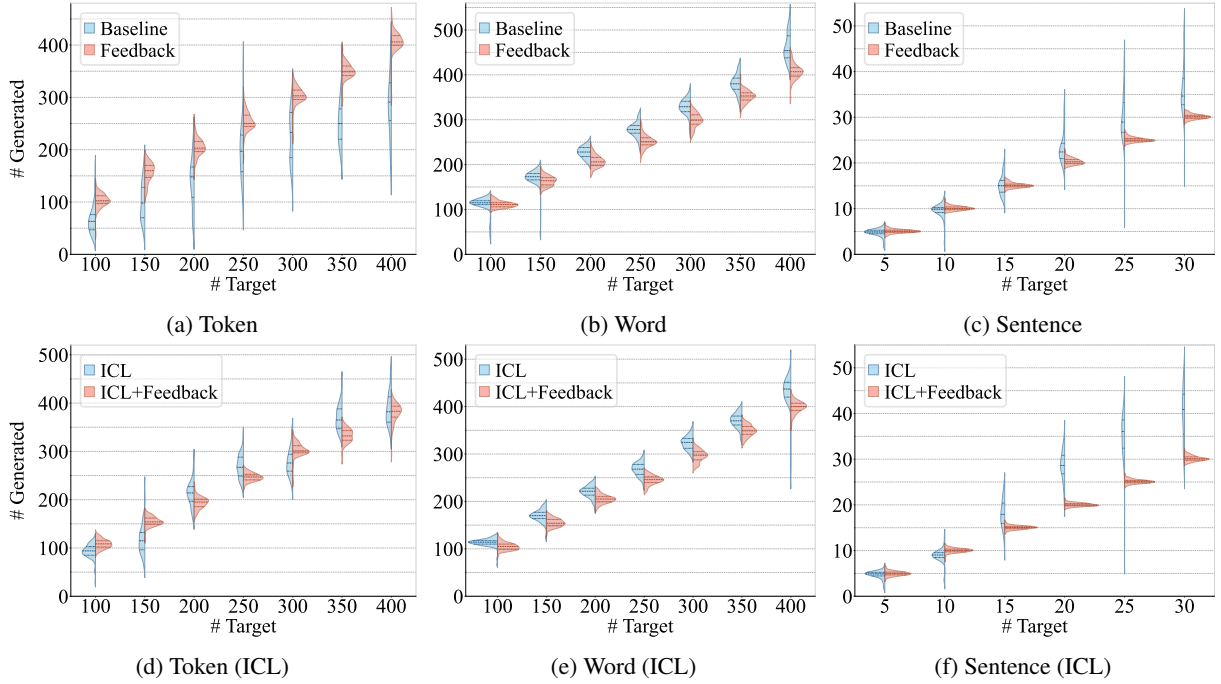 Baseline
Feedback
400
300
200
100
0
# Generated
100 150 200 250 300 350 400
# Target
(a) Token
Baseline
Feedback
500
400
300
200
100
0
100 150 200 250 300 350 400
# Target
(b) Word
Baseline
Feedback
30
20
10
0
5 10 15 20 25 30
# Target
(c) Sentence
ICL
ICL+Feedback
500
400
300
200
100
0
# Generated
100 150 200 250 300 350 400
# Target
(d) Token (ICL)
ICL
ICL+Feedback
500
400
300
200
100
0
100 150 200 250 300 350 400
# Target
(e) Word (ICL)
ICL
ICL+Feedback
50
40
30
20
10
0
5 10 15 20 25 30
# Target
(f) Sentence (ICL)